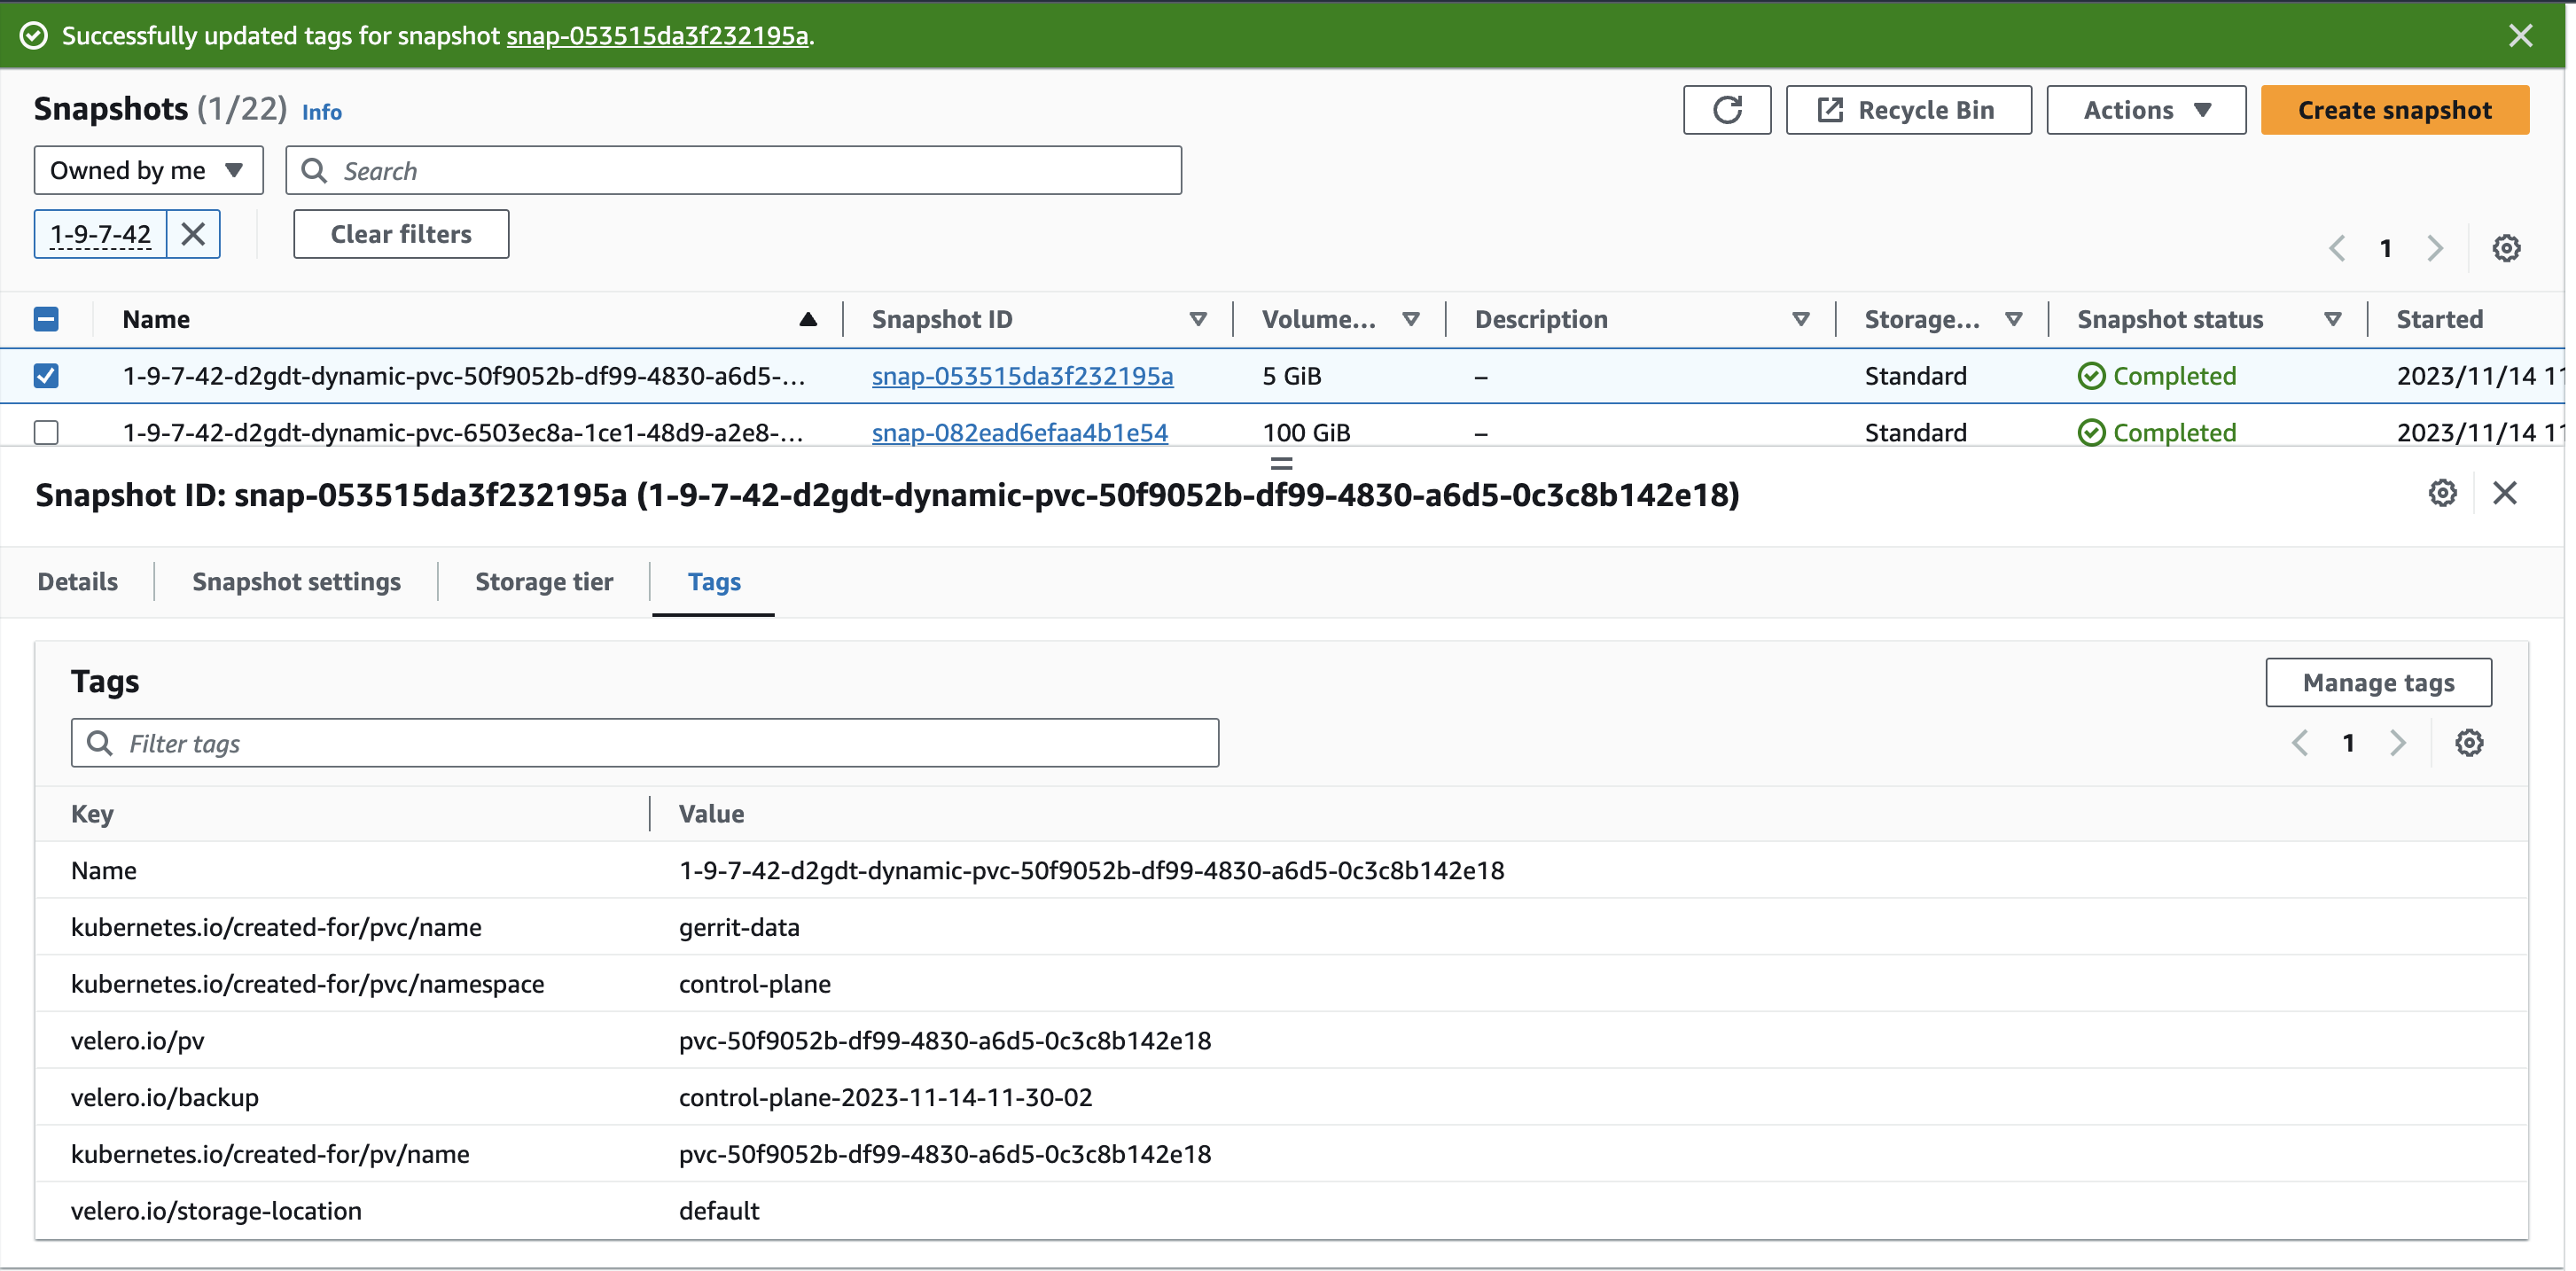 Successfully updated tags for snapshot snap-053515da3f232195a.
Snapshots (1/22) Info
Recycle Bin
Actions
Create snapshot
Owned by me
Search
1-9-7-42
Clear filters
1
Name Snapshot ID Volume... Description Storage... Snapshot status Started
1-9-7-42-d2gdt-dynamic-pvc-50f9052b-df99-4830-a6d5-... snap-053515da3f232195a 5 GiB – Standard Completed 2023/11/14 11
1-9-7-42-d2gdt-dynamic-pvc-6503ec8a-1ce1-48d9-a2e8-... snap-082ead6efaa4b1e54 100 GiB – Standard Completed 2023/11/14 11
Snapshot ID: snap-053515da3f232195a (1-9-7-42-d2gdt-dynamic-pvc-50f9052b-df99-4830-a6d5-0c3c8b142e18)
Details Snapshot settings Storage tier Tags
Tags
Manage tags
Filter tags
1
Key Value
Name 1-9-7-42-d2gdt-dynamic-pvc-50f9052b-df99-4830-a6d5-0c3c8b142e18
kubernetes.io/created-for/pvc/name gerrit-data
kubernetes.io/created-for/pvc/namespace control-plane
velero.io/pv pvc-50f9052b-df99-4830-a6d5-0c3c8b142e18
velero.io/backup control-plane-2023-11-14-11-30-02
kubernetes.io/created-for/pv/name pvc-50f9052b-df99-4830-a6d5-0c3c8b142e18
velero.io/storage-location default